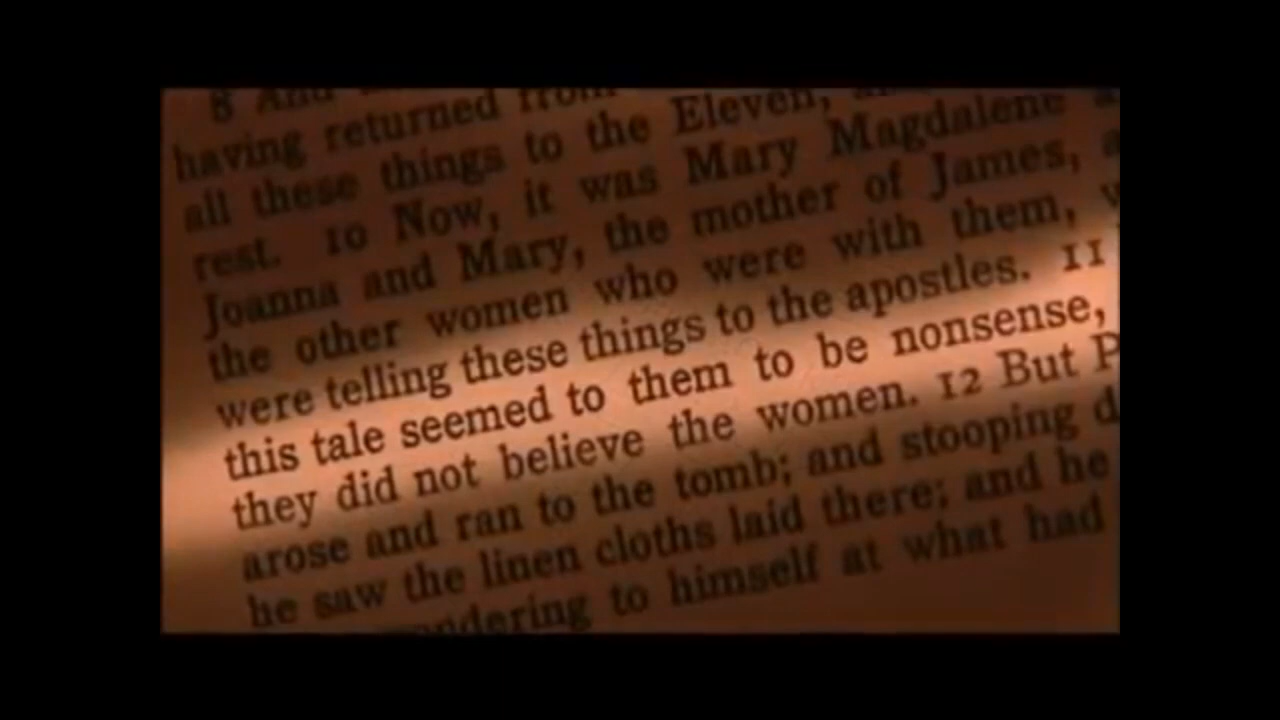 8 And
having returned from
all these things to the Eleven,
rest. 10 Now, it was Mary Magdalene
Joanna and Mary, the mother of James,
the other women who were with them,
were telling these things to the apostles. 11
this tale seemed to them to be nonsense,
they did not believe the women. 12 But P
arose and ran to the tomb; and stooping d
he saw the linen cloths laid there; and he
to himself at what had